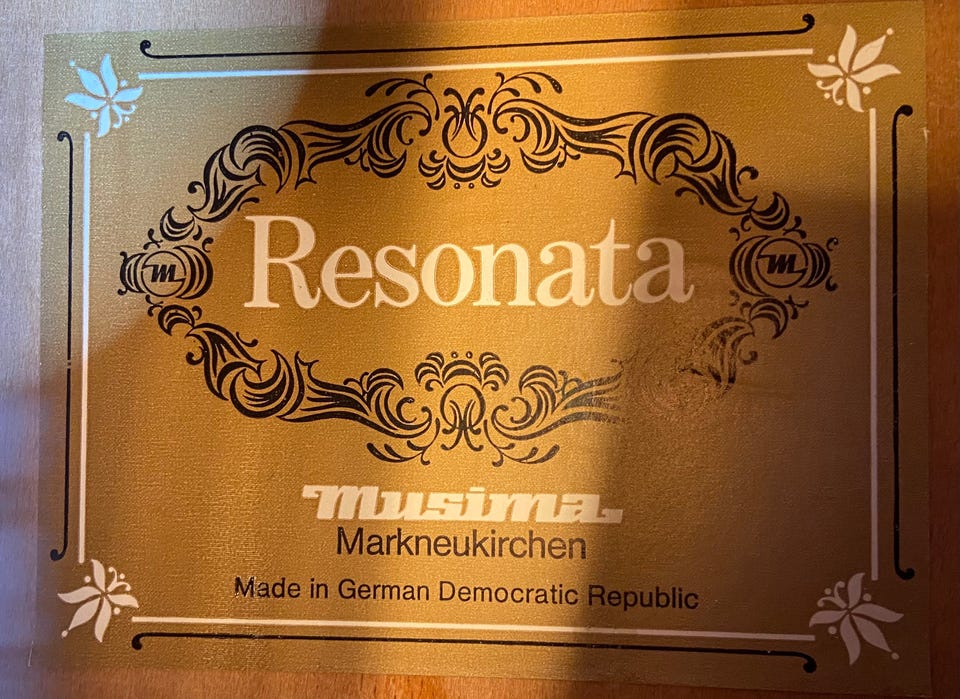 Resonata
m m
Musima
Markneukirchen
Made in German Democratic Republic